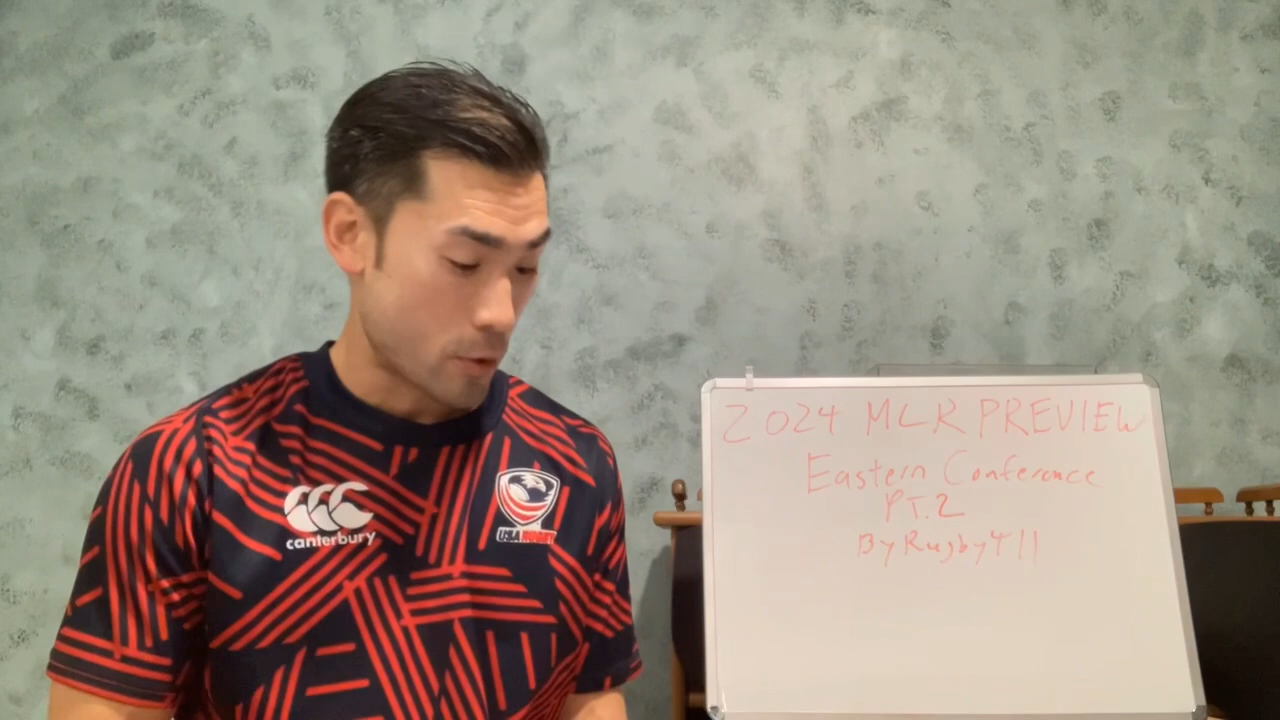 2024 MLR PREVIEW
Eastern Conference
PT.2
By Rugby411
canterbury
USA RUGBY